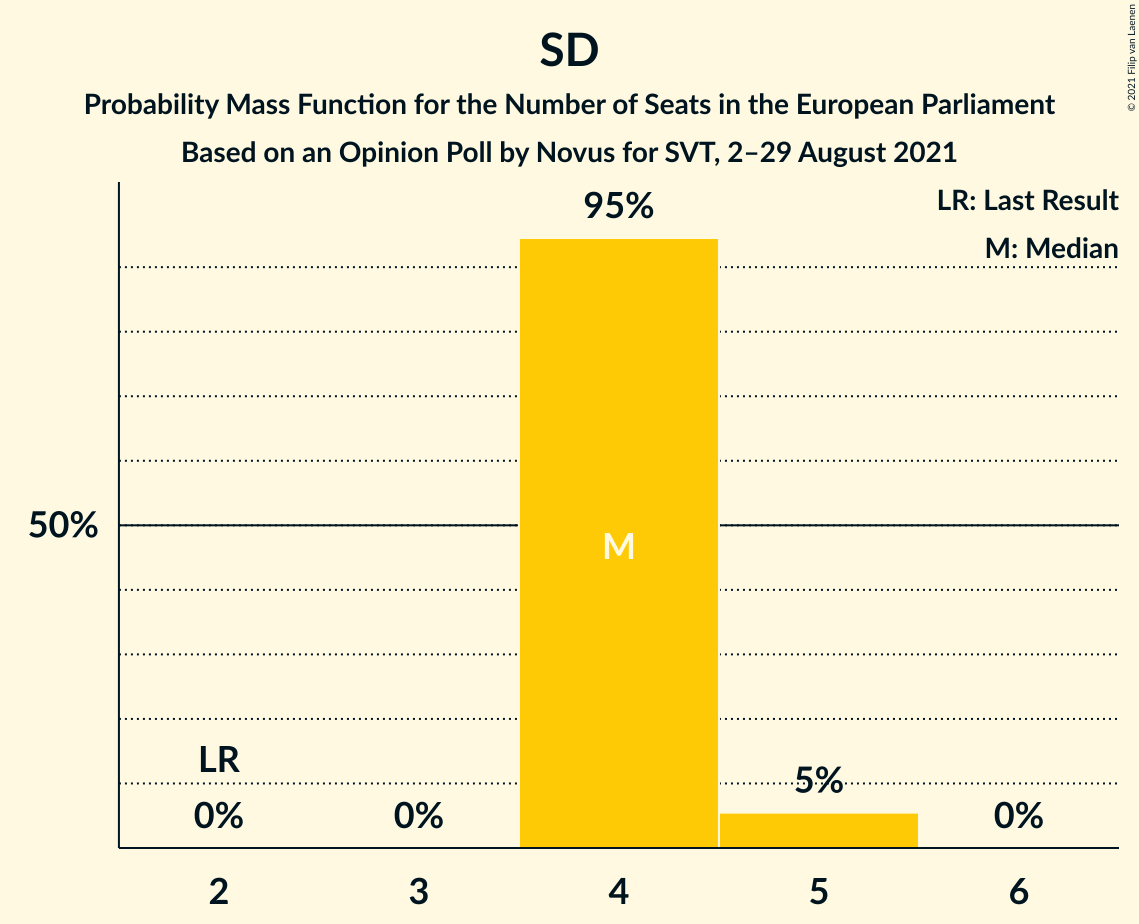 SD
Probability Mass Function for the Number of Seats in the European Parliament
Based on an Opinion Poll by Novus for SVT, 2–29 August 2021
© 2021 Filip van Laenen
LR: Last Result
M: Median
95%
50%
M
LR
5%
0%
0%
0%
2
3
4
5
6